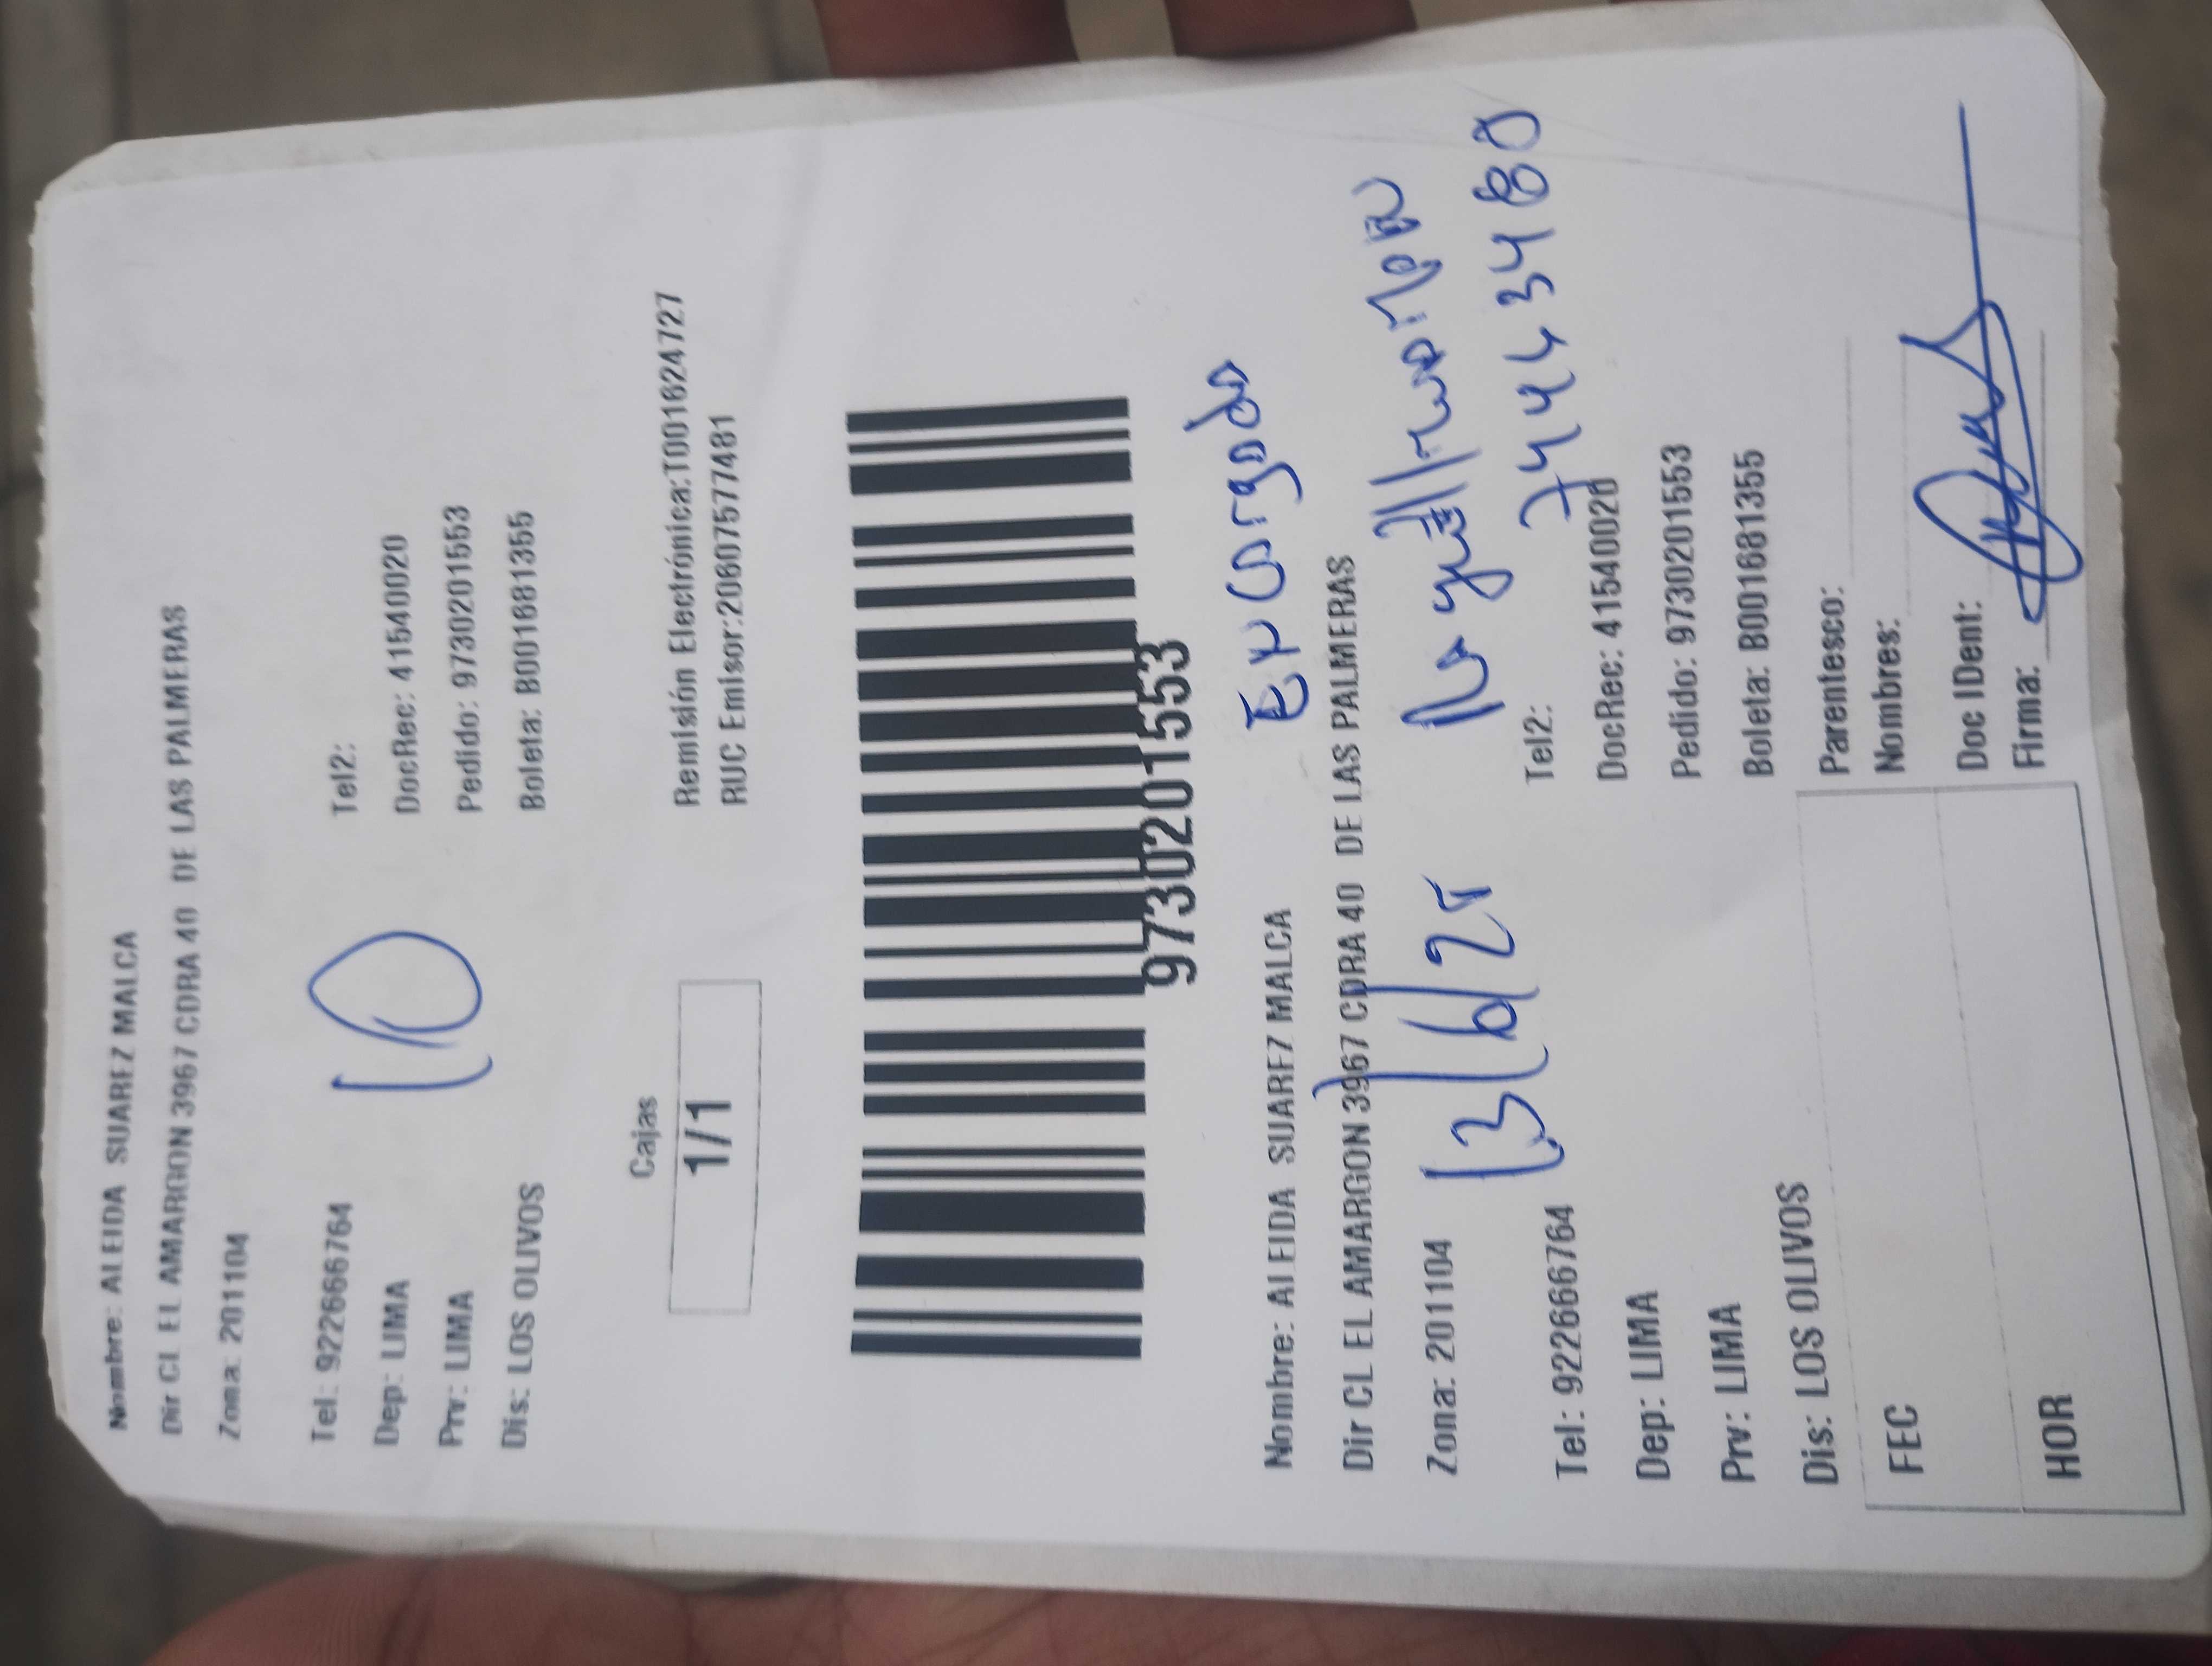 Nombre: ALEIDA SUAREZ MALCA
Dir CL EL AMARGON 3967 CDRA 40 DE LAS PALMERAS
Zona: 201104
Tel: 922666764
Tel2:
10
Dep: LIMA
DocRec: 41540020
Prv: LIMA
Pedido: 9730201553
Dis: LOS OLIVOS
Boleta: B001681355
Cajas
1/1
Remisión Electrónica:T001624727
RUC Emisor:20607577481
9730201553
Encargado
Nombre: ALEIDA SUAREZ MALCA
Dir CL EL AMARGON 3967 CDRA 40 DE LAS PALMERAS
Zona: 201104
13/6/25
Tel: 922666764
Tel2:
Dep: LIMA
DocRec: 41540020
Prv: LIMA
Pedido: 9730201553
Dis: LOS OLIVOS
Boleta: B001681355
FEC
Parentesco:
Nombres:
HOR
Doc IDent:
Firma: